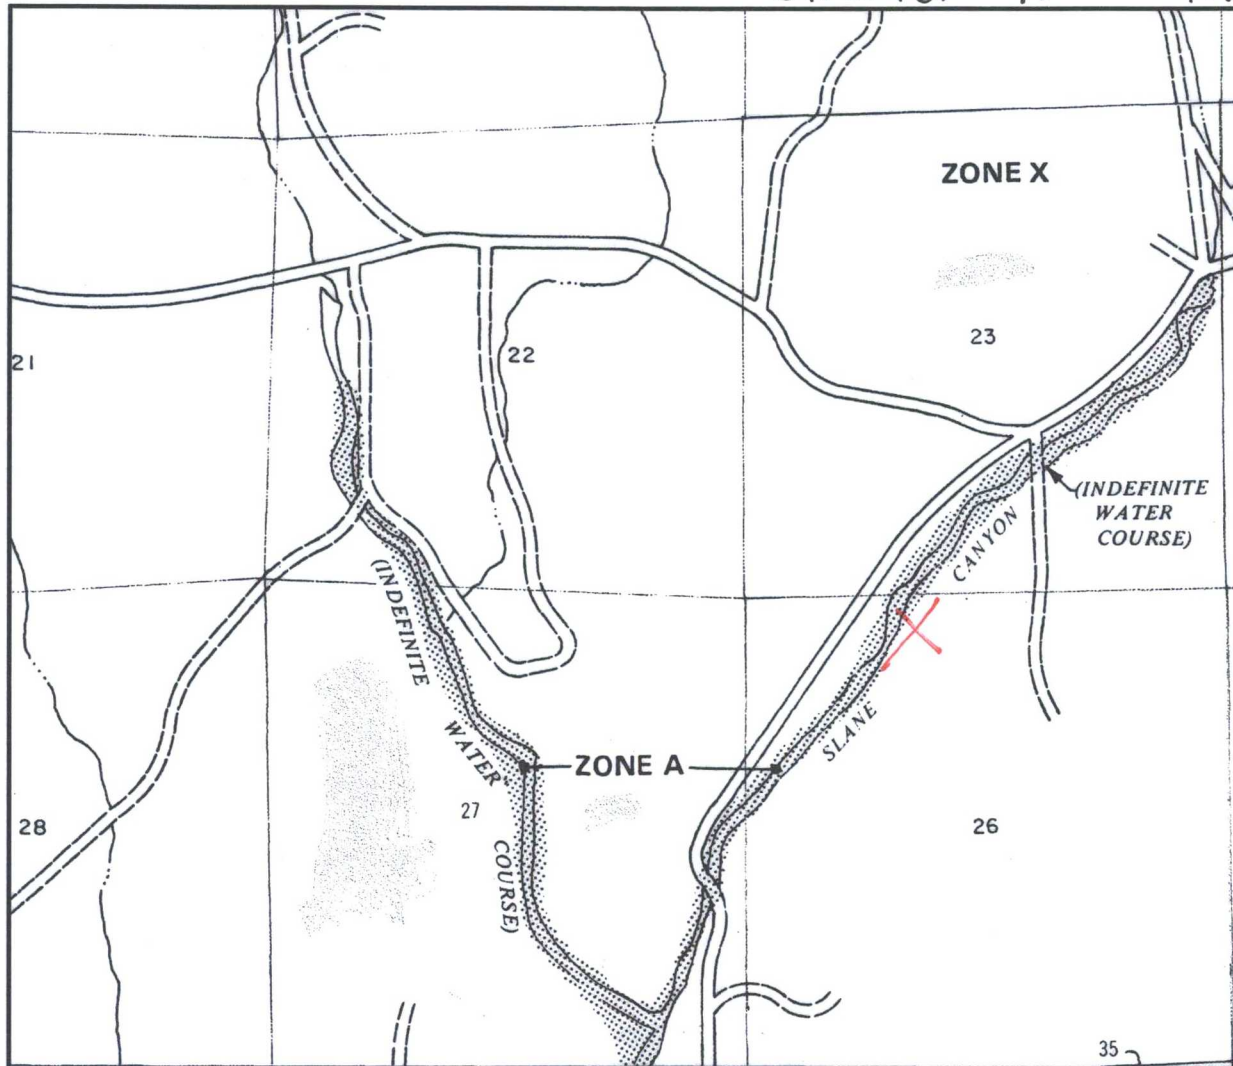 ZONE X
23
21
22
(INDEFINITE
WATER
COURSE)
SLANE CANYON
(INDEFINITE WATER COURSE)
ZONE A
27
28
26
35